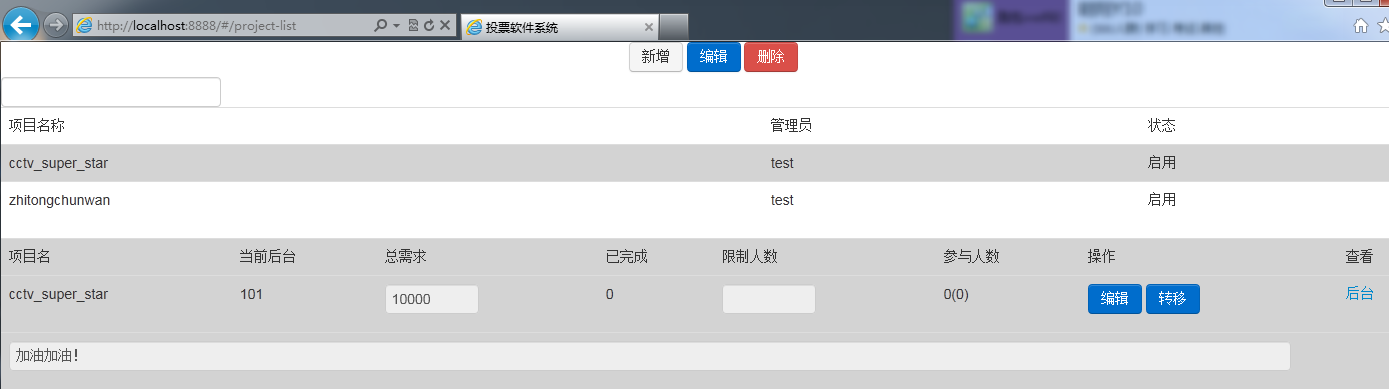 http://localhost:8888/#/project-list
投票软件系统
新增 编辑 删除
项目名称 管理员 状态
cctv_super_star test 启用
zhitongchunwan test 启用
项目名 当前后台 总需求 已完成 限制人数 参与人数 操作 查看
cctv_super_star 101 10000 0 0(0) 编辑 转移 后台
加油加油！